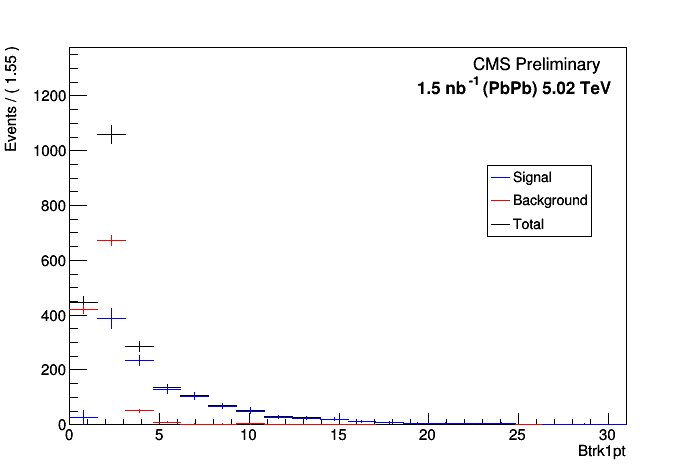 CMS Preliminary
1.5 nb-1 (PbPb) 5.02 TeV
Events / ( 1.55 )
1200
1000
800
600
400
200
0
Signal
Background
Total
0 5 10 15 20 25 30
Btrk1pt